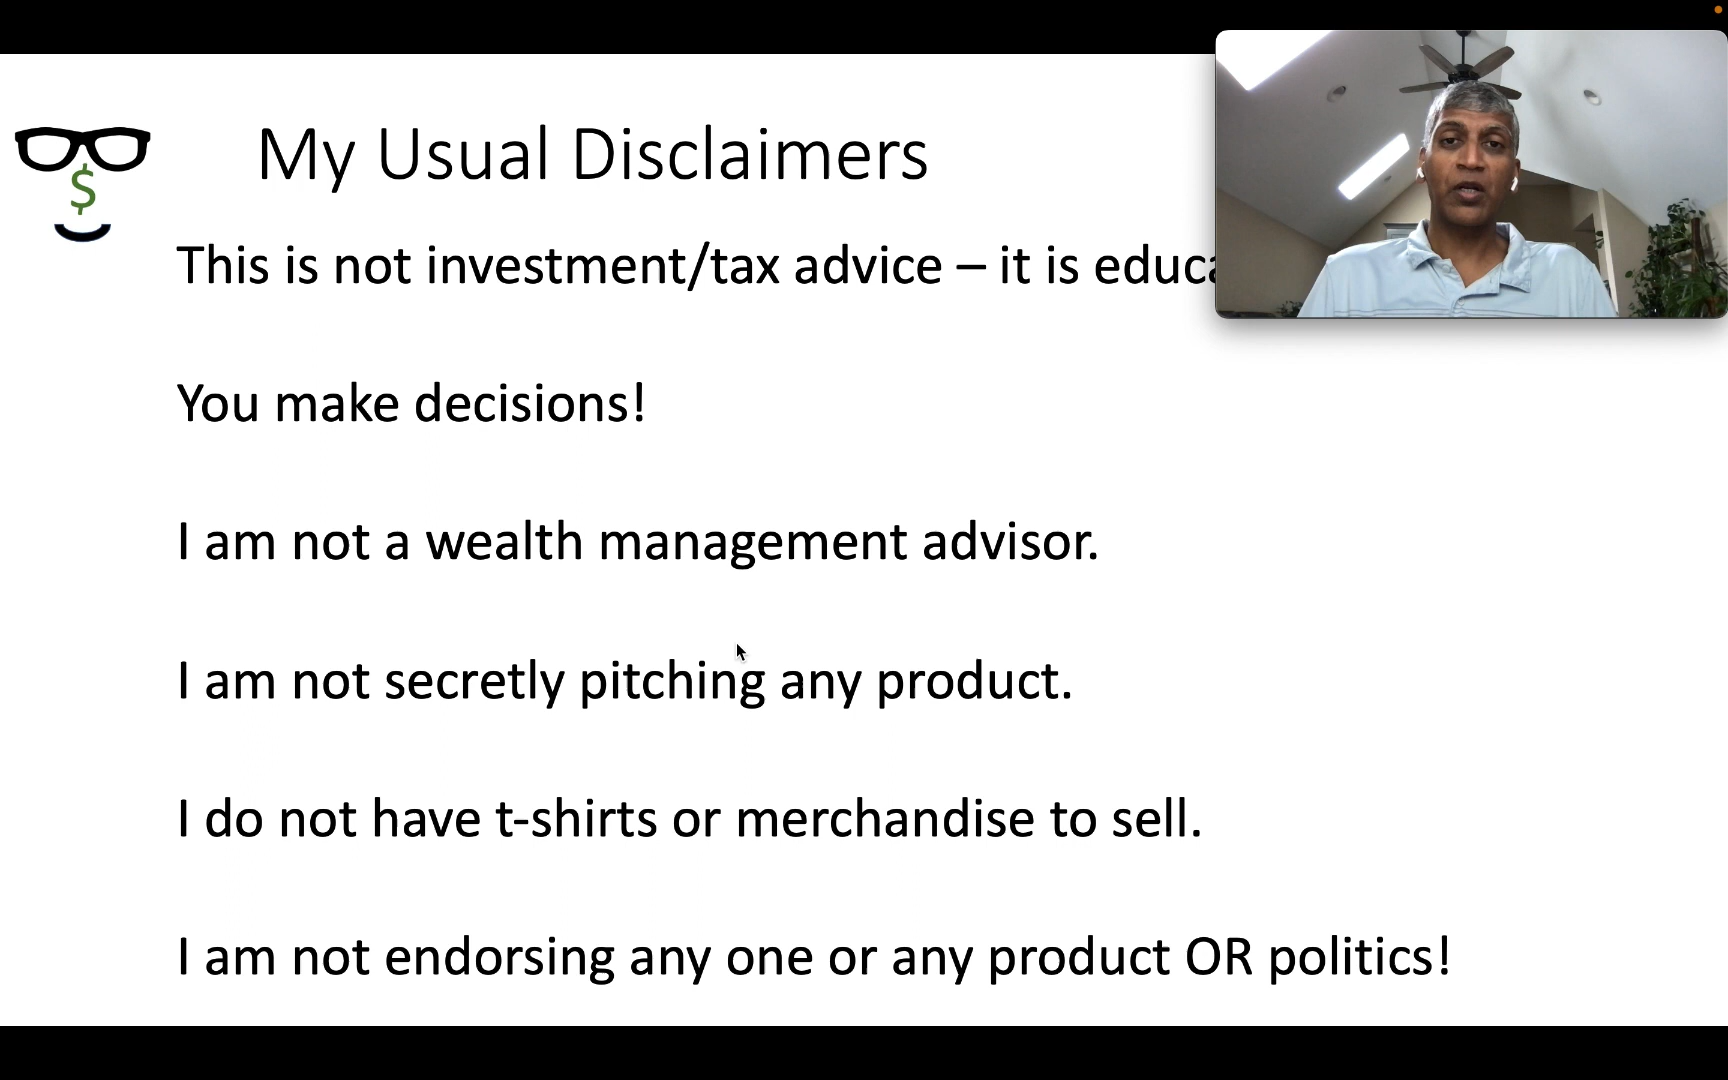 My Usual Disclaimers
$
This is not investment/tax advice – it is educa
You make decisions!
I am not a wealth management advisor.
I am not secretly pitching any product.
I do not have t-shirts or merchandise to sell.
I am not endorsing any one or any product OR politics!